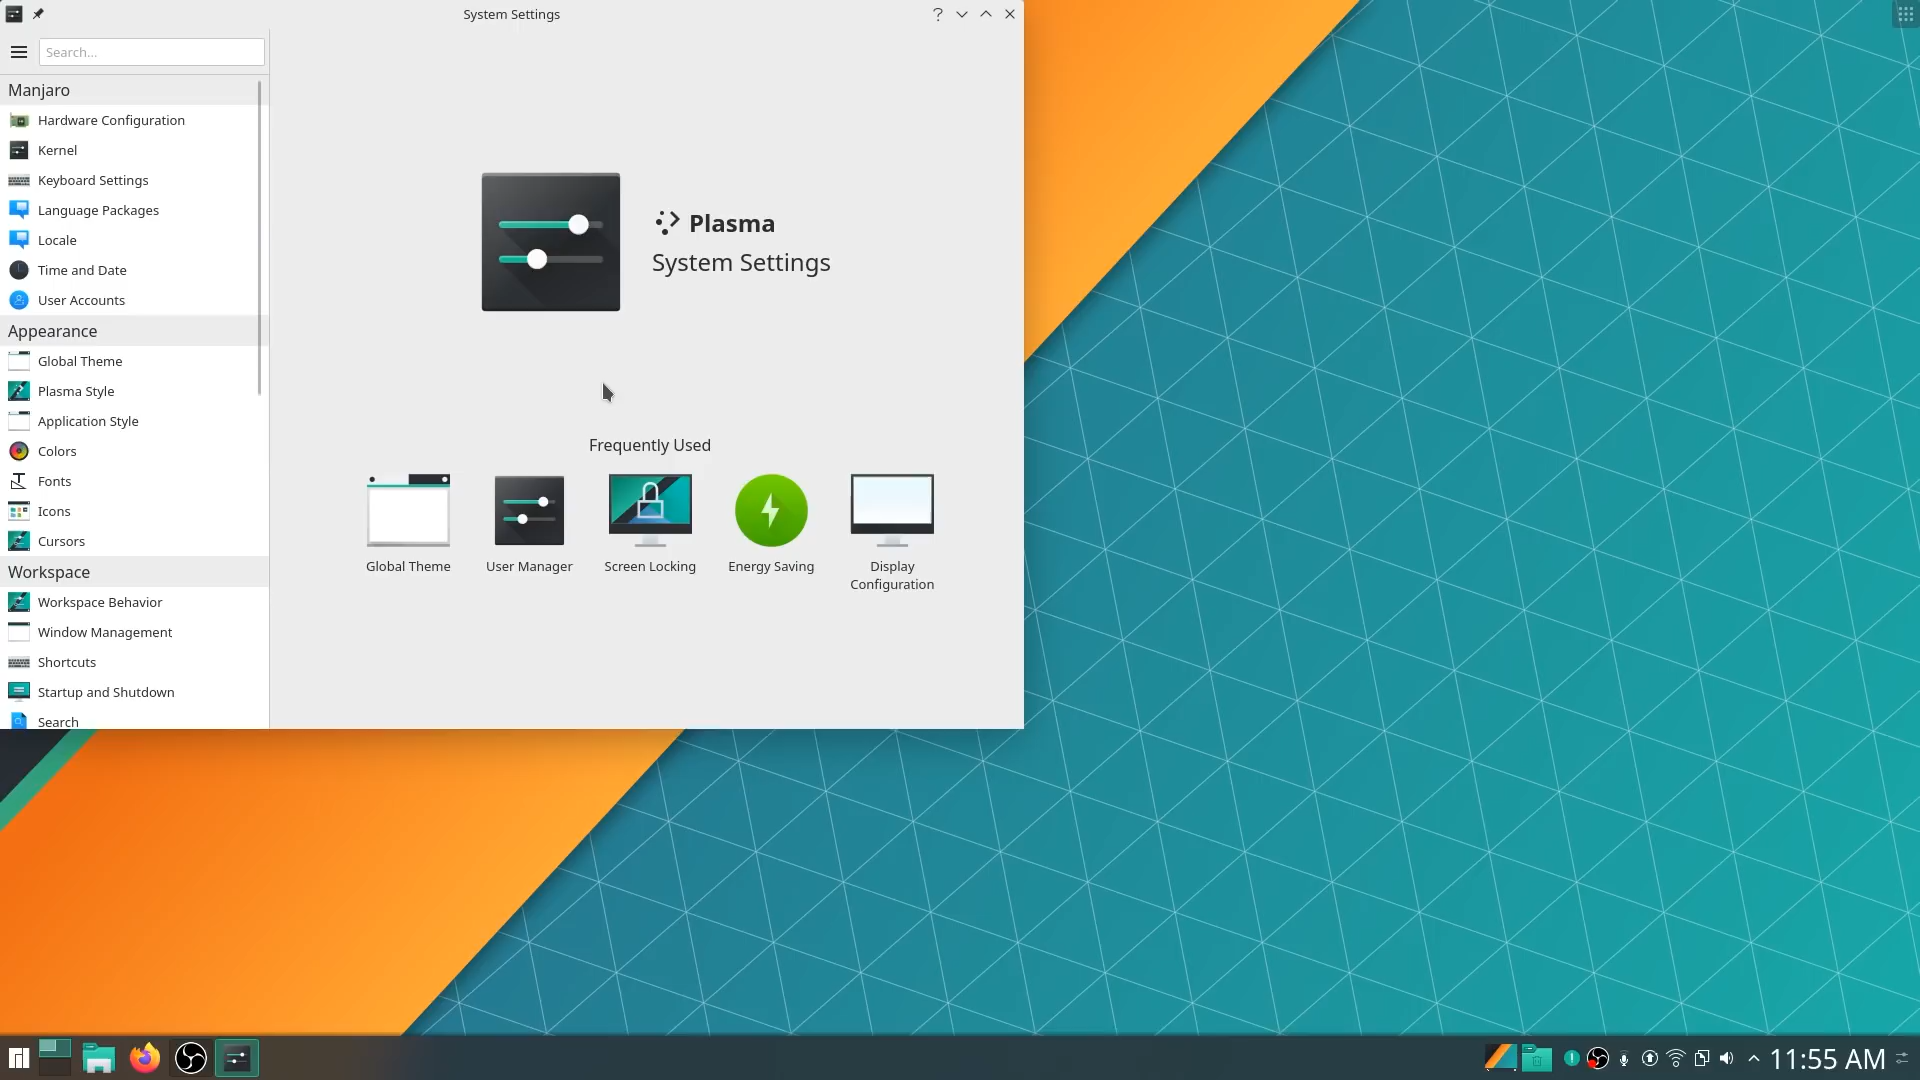 System Settings
Search...
Manjaro
Hardware Configuration
Kernel
Keyboard Settings
Language Packages
Locale
Time and Date
User Accounts
Appearance
Global Theme
Plasma Style
Application Style
Colors
Fonts
Icons
Cursors
Workspace
Workspace Behavior
Window Management
Shortcuts
Startup and Shutdown
Search
Plasma
System Settings
Frequently Used
Global Theme
User Manager
Screen Locking
Energy Saving
Display
Configuration
11:55 AM